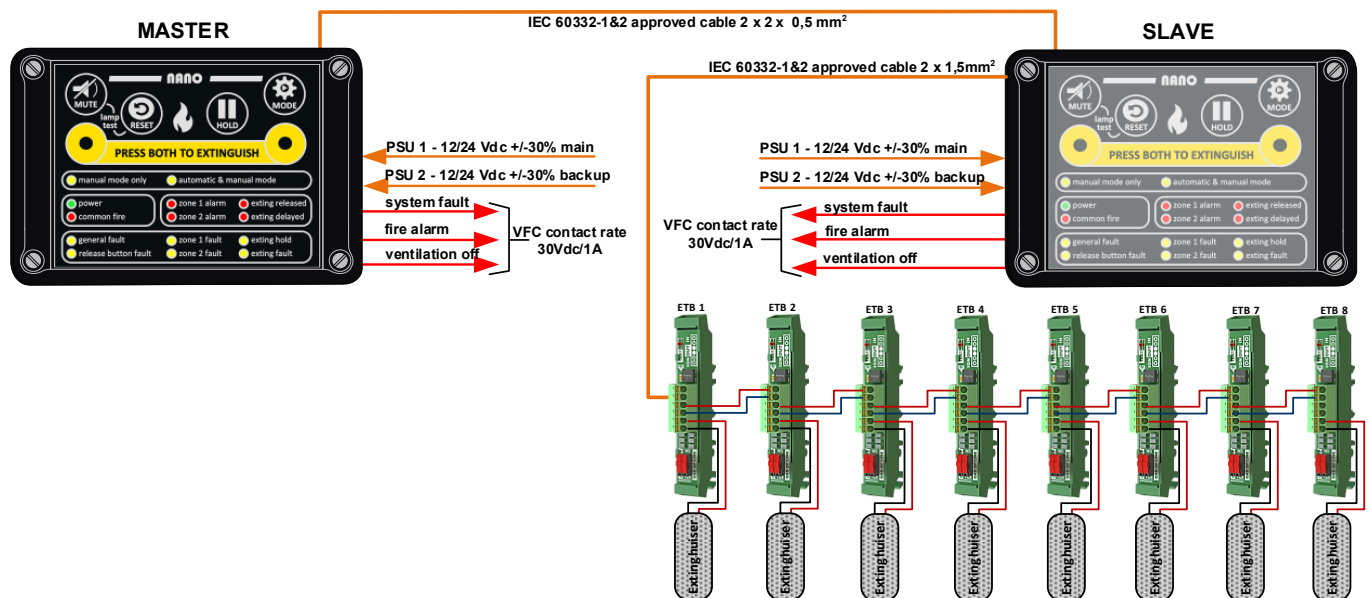 IEC 60332-1&2 approved cable 2 x 2 x 0,5 mm²
MASTER
SLAVE
IEC 60332-1&2 approved cable 2 x 1,5mm²
NANO
MUTE
RESET
HOLD
MODE
lamp
test
PRESS BOTH TO EXTINGUISH
manual mode only
automatic & manual mode
power
common fire
zone 1 alarm
zone 2 alarm
exting released
exting delayed
general fault
release button fault
zone 1 fault
zone 2 fault
exting hold
exting fault
PSU 1 - 12/24 Vdc +/-30% main
PSU 2 - 12/24 Vdc +/-30% backup
system fault
fire alarm
ventilation off
VFC contact rate
30Vdc/1A
PSU 1 - 12/24 Vdc +/-30% main
PSU 2 - 12/24 Vdc +/-30% backup
system fault
fire alarm
ventilation off
VFC contact rate
30Vdc/1A
NANO
MUTE
RESET
HOLD
MODE
lamp
test
PRESS BOTH TO EXTINGUISH
manual mode only
automatic & manual mode
power
common fire
zone 1 alarm
zone 2 alarm
exting released
exting delayed
general fault
release button fault
zone 1 fault
zone 2 fault
exting hold
exting fault
ETB 1
ETB 2
ETB 3
ETB 4
ETB 5
ETB 6
ETB 7
ETB 8
Extinghuiser
Extinghuiser
Extinghuiser
Extinghuiser
Extinghuiser
Extinghuiser
Extinghuiser
Extinghuiser